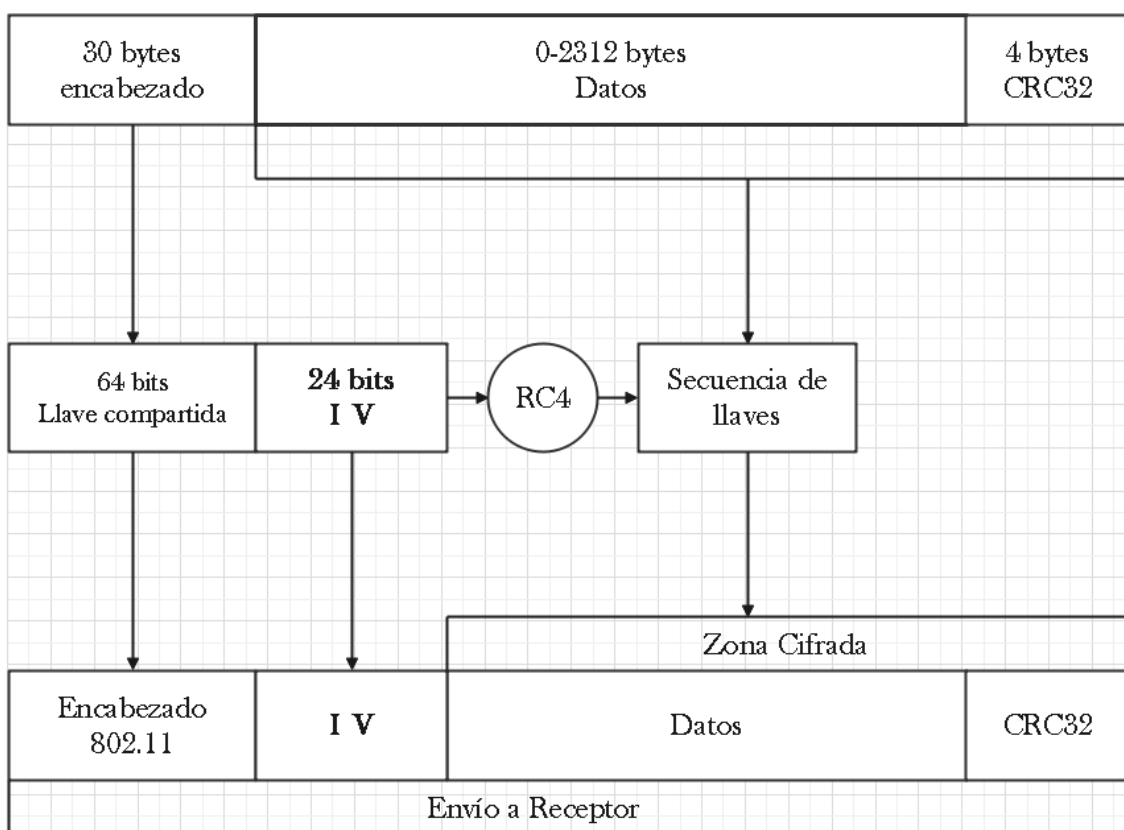 30 bytes
encabezado
0-2312 bytes
Datos
4 bytes
CRC32
64 bits
Llave compartida
24 bits
I V
RC4
Secuencia de
llaves
Zona Cifrada
Encabezado
802.11
I V
Datos
CRC32
Envío a Receptor